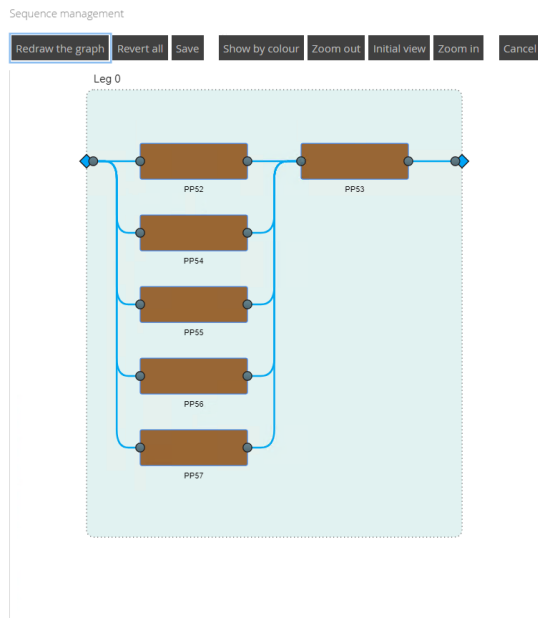 Sequence management
Redraw the graph Revert all Save Show by colour Zoom out Initial view Zoom in Cancel
Leg 0
PP52 PP53
PP54
PP55
PP56
PP57